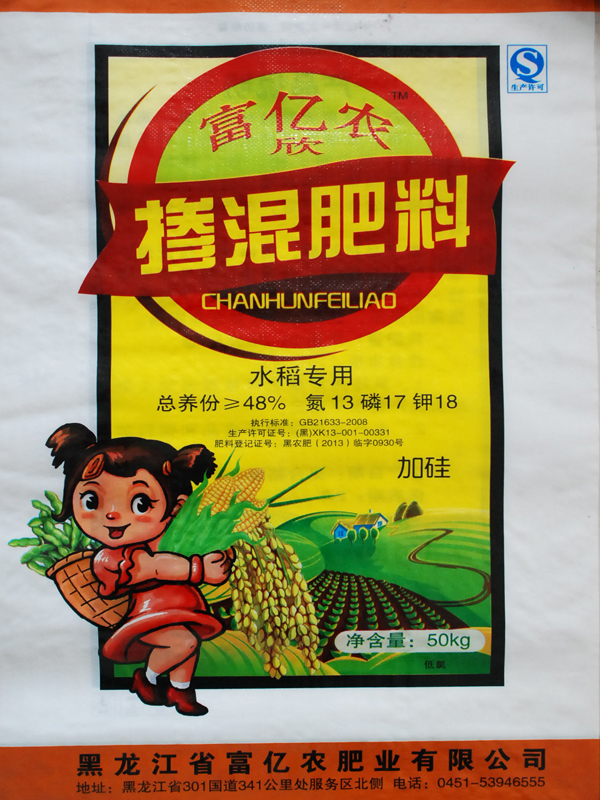 生产许可
富亿农
TM
欣
掺混肥料
CHANHUNFEILIAO
水稻专用
总养份≥48% 氮13 磷17 钾18
执行标准：GB21633-2008
生产许可证号：(黑)XK13-001-00331
肥料登记证号：黑农肥（2013）临字0930号
加硅
净含量：50kg
低氯
黑龙江省富亿农肥业有限公司
地址：黑龙江省301国道341公里处服务区北侧 电话：0451-53946555